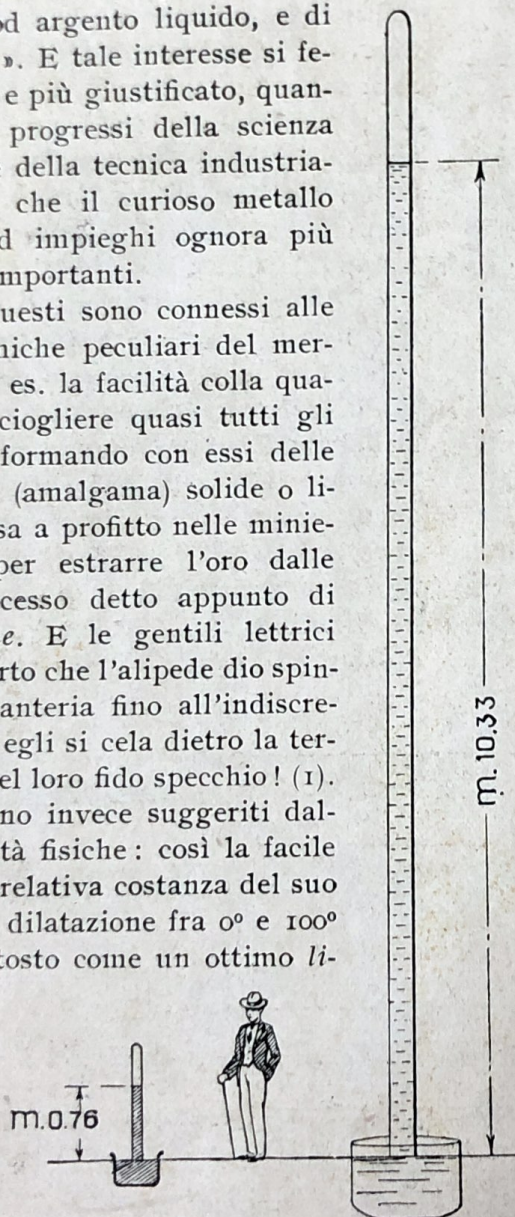 od argento liquido, e di
». E tale interesse si fe-
e più giustificato, quan-
progressi della scienza
della tecnica industria-
che il curioso metallo
d impieghi ognora più
mportanti.
uesti sono connessi alle
niche peculiari del mer-
es. la facilità colla qua-
ciogliere quasi tutti gli
formando con essi delle
(amalgama) solide o li-
sa a profitto nelle minie-
per estrarre l'oro dalle
cesso detto appunto di
e. E le gentili lettrici
rto che l'alipede dio spin-
anteria fino all'indiscre-
egli si cela dietro la ter-
el loro fido specchio! (1).
no invece suggeriti dal-
tà fisiche: così la facile
relativa costanza del suo
dilatazione fra 0º e 100º
tosto come un ottimo li-
m. 10.33
m. 0.76